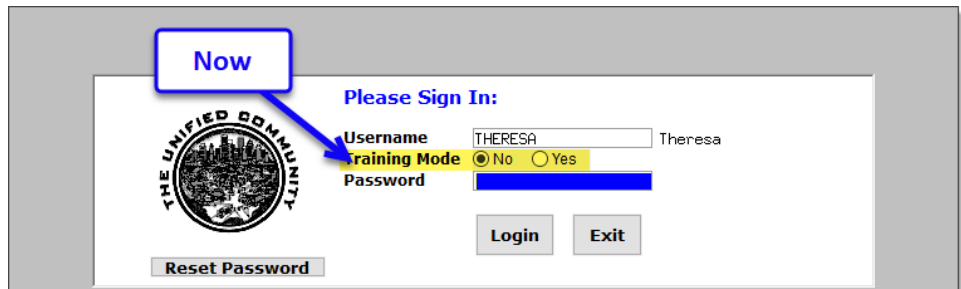 Now
Please Sign In:
Username THERESA Theresa
Training Mode No Yes
Password
THE UNIFIED COMMUNITY
Login Exit
Reset Password